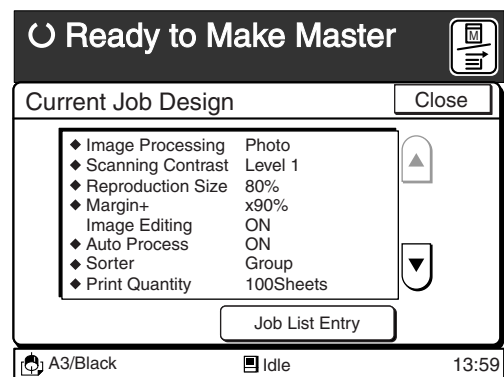 Ready to Make Master
M
Current Job Design Close
◆ Image Processing Photo
◆ Scanning Contrast Level 1
◆ Reproduction Size 80%
◆ Margin+ x90%
Image Editing ON
◆ Auto Process ON
◆ Sorter Group
◆ Print Quantity 100Sheets
Job List Entry
A3/Black Idle 13:59